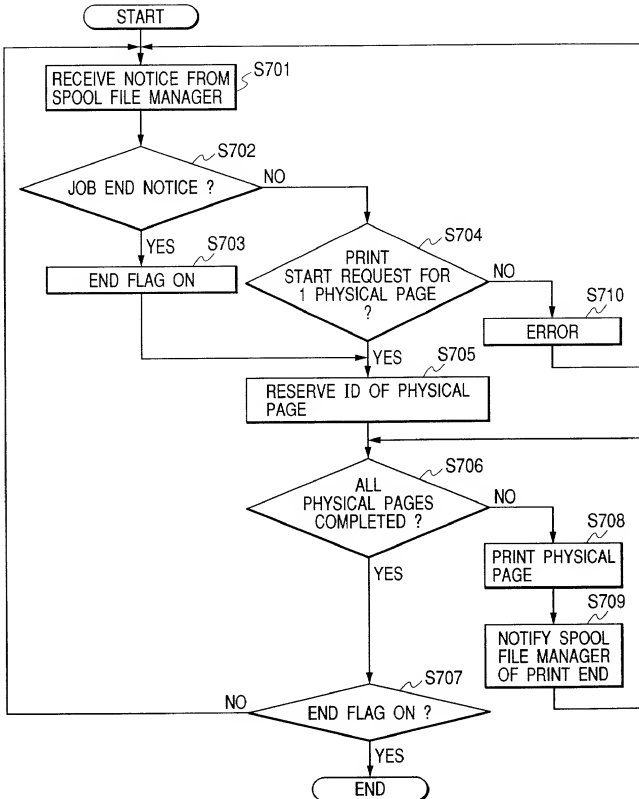 START
RECEIVE NOTICE FROM
SPOOL FILE MANAGER
S701
JOB END NOTICE ?
S702
NO
YES
END FLAG ON
S703
PRINT
START REQUEST FOR
1 PHYSICAL PAGE
?
S704
NO
YES
ERROR
S710
RESERVE ID OF PHYSICAL
PAGE
S705
ALL
PHYSICAL PAGES
COMPLETED ?
S706
NO
YES
PRINT PHYSICAL
PAGE
S708
NOTIFY SPOOL
FILE MANAGER
OF PRINT END
S709
END FLAG ON ?
S707
NO
YES
END